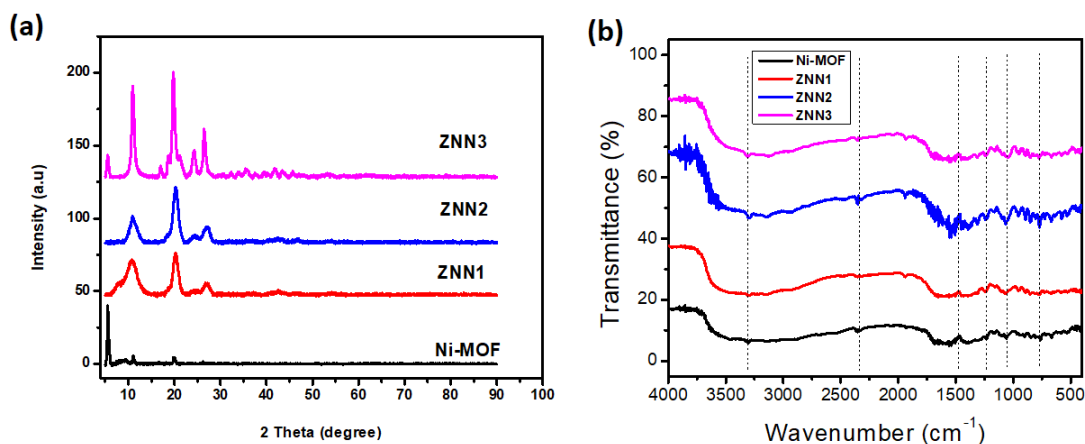 (a)
200
150
100
50
0
Intensity (a.u)
ZNN3
ZNN2
ZNN1
Ni-MOF
0 10 20 30 40 50 60 70 80 90 100
2 Theta (degree)
(b)
100
80
60
40
20
0
Transmittance (%)
Ni-MOF
ZNN1
ZNN2
ZNN3
4000 3500 3000 2500 2000 1500 1000 500
Wavenumber (cm⁻¹)